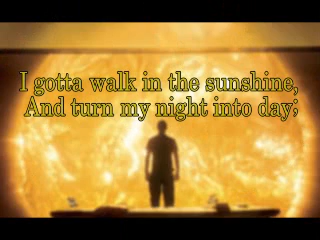 I gotta walk in the sunshine,
And turn my night into day;